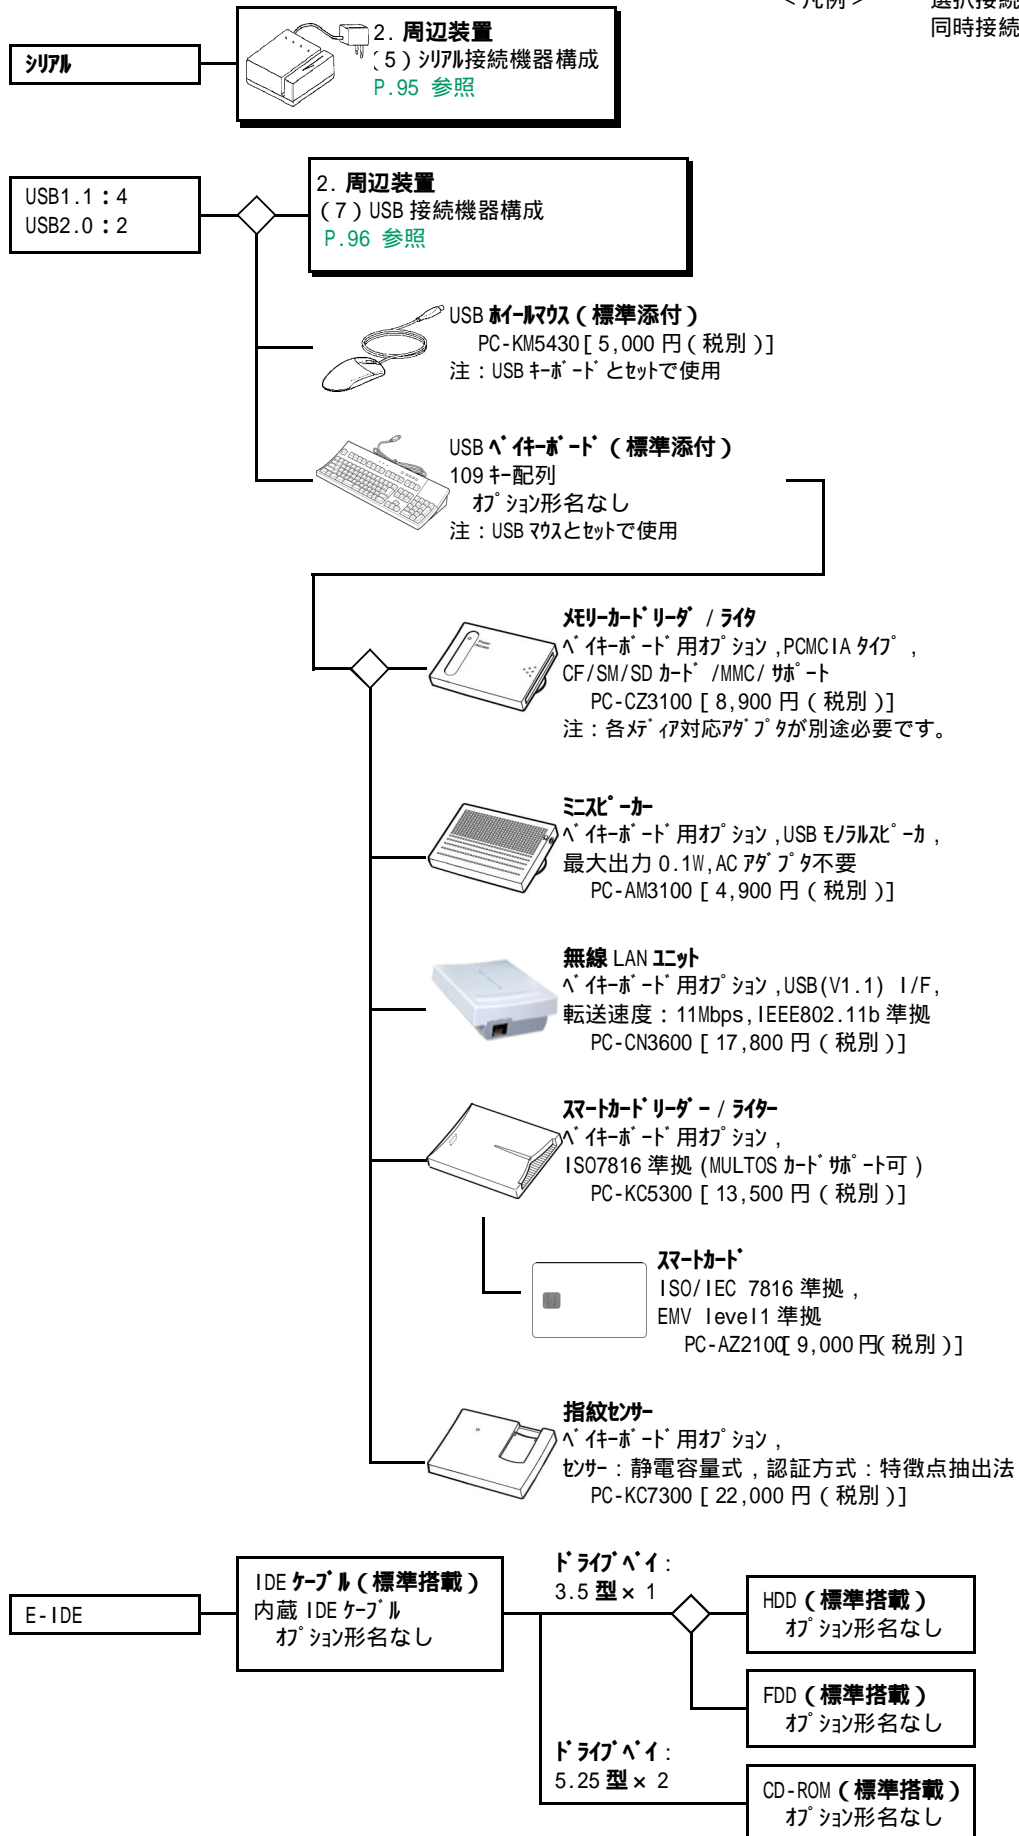 ＜凡例＞　選択接続
同時接続
ｼﾘｱﾙ
2. 周辺装置
(5) ｼﾘｱﾙ接続機器構成
P.95 参照
USB1.1：4
USB2.0：2
2. 周辺装置
(7) USB 接続機器構成
P.96 参照
USB ﾎｲｰﾙﾏｳｽ(標準添付)
PC-KM5430[5,000 円(税別)]
注：USB ｷｰﾎﾞｰﾄﾞとｾｯﾄで使用
USB ﾍﾞｲｷｰﾎﾞｰﾄﾞ(標準添付)
109 ｷｰ配列
ｵﾌﾟｼｮﾝ形名なし
注：USB ﾏｳｽとｾｯﾄで使用
ﾒﾓﾘｰｶｰﾄﾞﾘｰﾀﾞ/ﾗｲﾀ
ﾍﾞｲｷｰﾎﾞｰﾄﾞ用ｵﾌﾟｼｮﾝ,PCMCIA ﾀｲﾌﾟ,
CF/SM/SD ｶｰﾄﾞ/MMC/ｻﾎﾟｰﾄ
PC-CZ3100 [8,900 円(税別)]
注：各ﾒﾃﾞｨｱ対応ｱﾀﾞﾌﾟﾀが別途必要です。
ﾐﾆｽﾋﾟｰｶｰ
ﾍﾞｲｷｰﾎﾞｰﾄﾞ用ｵﾌﾟｼｮﾝ,USB ﾓﾉﾗﾙｽﾋﾟｰｶ,
最大出力 0.1W,AC ｱﾀﾞﾌﾟﾀ不要
PC-AM3100 [4,900 円(税別)]
無線 LAN ﾕﾆｯﾄ
ﾍﾞｲｷｰﾎﾞｰﾄﾞ用ｵﾌﾟｼｮﾝ,USB(V1.1) I/F,
転送速度：11Mbps,IEEE802.11b 準拠
PC-CN3600 [17,800 円(税別)]
ｽﾏｰﾄｶｰﾄﾞﾘｰﾀﾞｰ/ﾗｲﾀｰ
ﾍﾞｲｷｰﾎﾞｰﾄﾞ用ｵﾌﾟｼｮﾝ,
ISO7816 準拠(MULTOS ｶｰﾄﾞｻﾎﾟｰﾄ可)
PC-KC5300 [13,500 円(税別)]
ｽﾏｰﾄｶｰﾄﾞ
ISO/IEC 7816 準拠,
EMV level1 準拠
PC-AZ2100[9,000 円(税別)]
指紋ｾﾝｻｰ
ﾍﾞｲｷｰﾎﾞｰﾄﾞ用ｵﾌﾟｼｮﾝ,
ｾﾝｻｰ：静電容量式,認証方式：特徴点抽出法
PC-KC7300 [22,000 円(税別)]
E-IDE
IDE ｹｰﾌﾞﾙ(標準搭載)
内蔵 IDE ｹｰﾌﾞﾙ
ｵﾌﾟｼｮﾝ形名なし
ﾄﾞﾗｲﾌﾞﾍﾞｲ：
3.5 型× 1
HDD(標準搭載)
ｵﾌﾟｼｮﾝ形名なし
FDD(標準搭載)
ｵﾌﾟｼｮﾝ形名なし
ﾄﾞﾗｲﾌﾞﾍﾞｲ：
5.25 型× 2
CD-ROM(標準搭載)
ｵﾌﾟｼｮﾝ形名なし